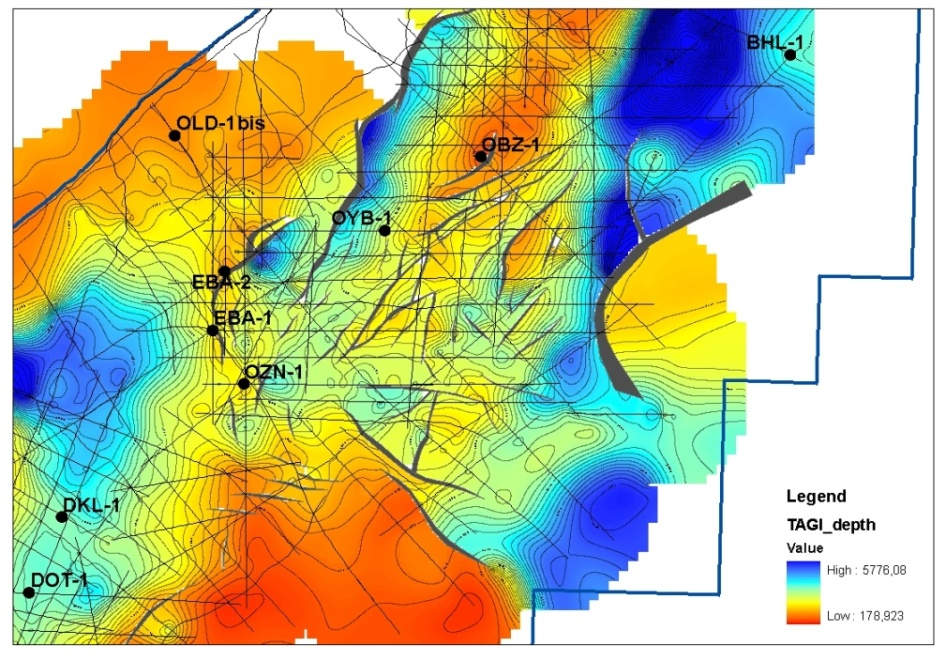 BHL-1
OLD-1bis
OBZ-1
OYB-1
EBA-2
EBA-1
OZN-1
DKL-1
DOT-1
Legend
TAGI_depth
Value
High : 5776,08
Low : 178,923